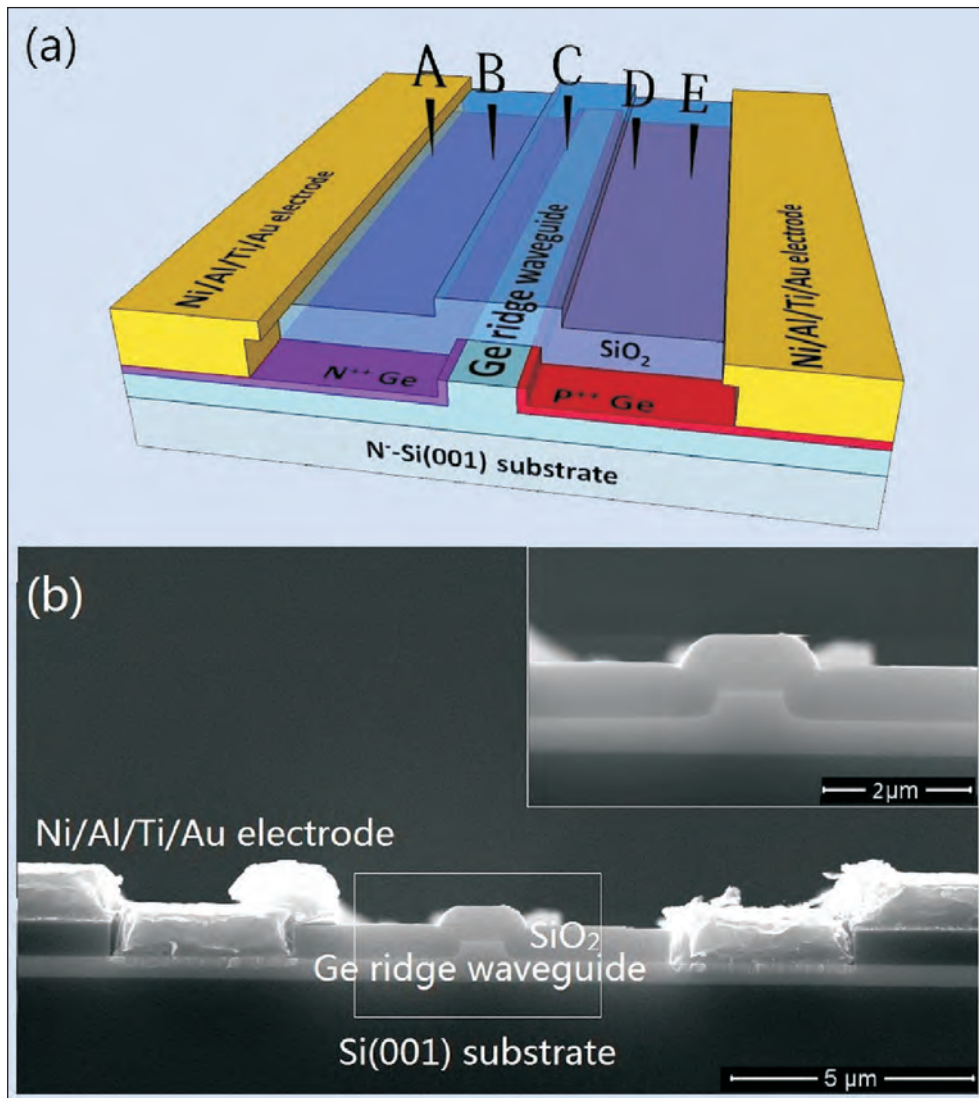 (a)
A B C D E
Ni/Al/Ti/Au electrode
Ge ridge waveguide
Ni/Al/Ti/Au electrode
SiO₂
N⁺⁺ Ge
P⁺⁺ Ge
N⁻-Si(001) substrate
(b)
2μm
Ni/Al/Ti/Au electrode
SiO₂
Ge ridge waveguide
Si(001) substrate
5 μm